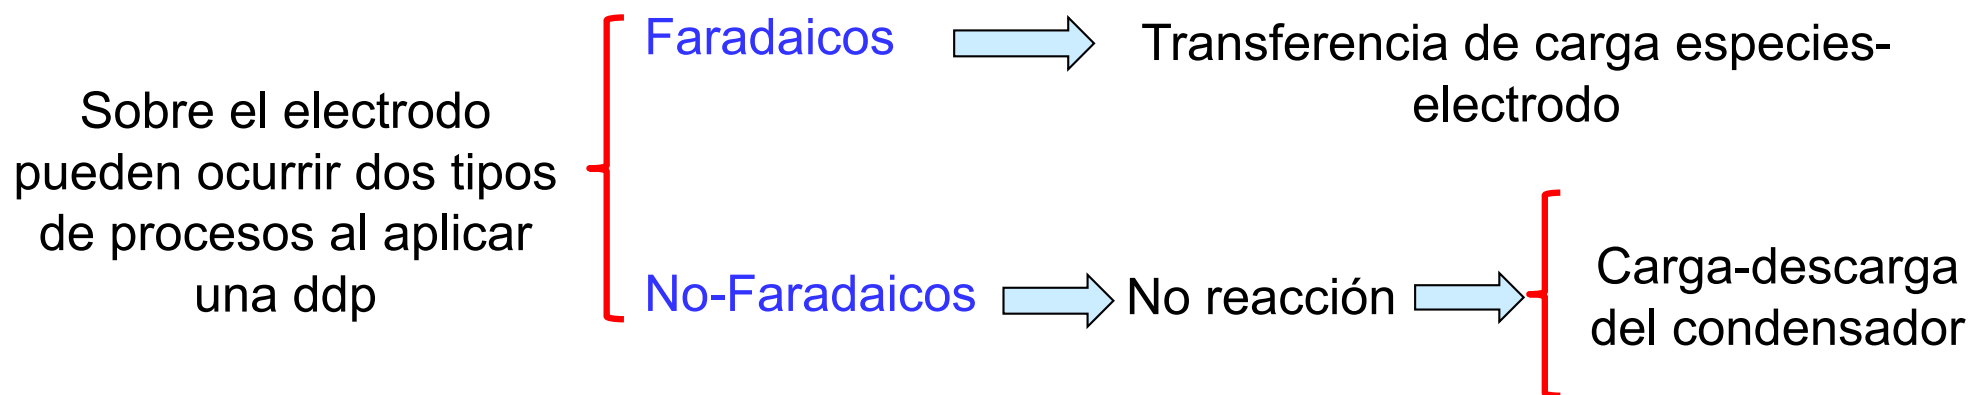 Sobre el electrodo
pueden ocurrir dos tipos
de procesos al aplicar
una ddp
Faradaicos
Transferencia de carga especies-
electrodo
No-Faradaicos
No reacción
Carga-descarga
del condensador